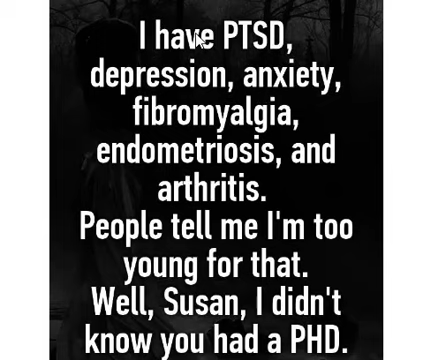 I have PTSD,
depression, anxiety,
fibromyalgia,
endometriosis, and
arthritis.
People tell me I'm too
young for that.
Well, Susan, I didn't
know you had a PHD.